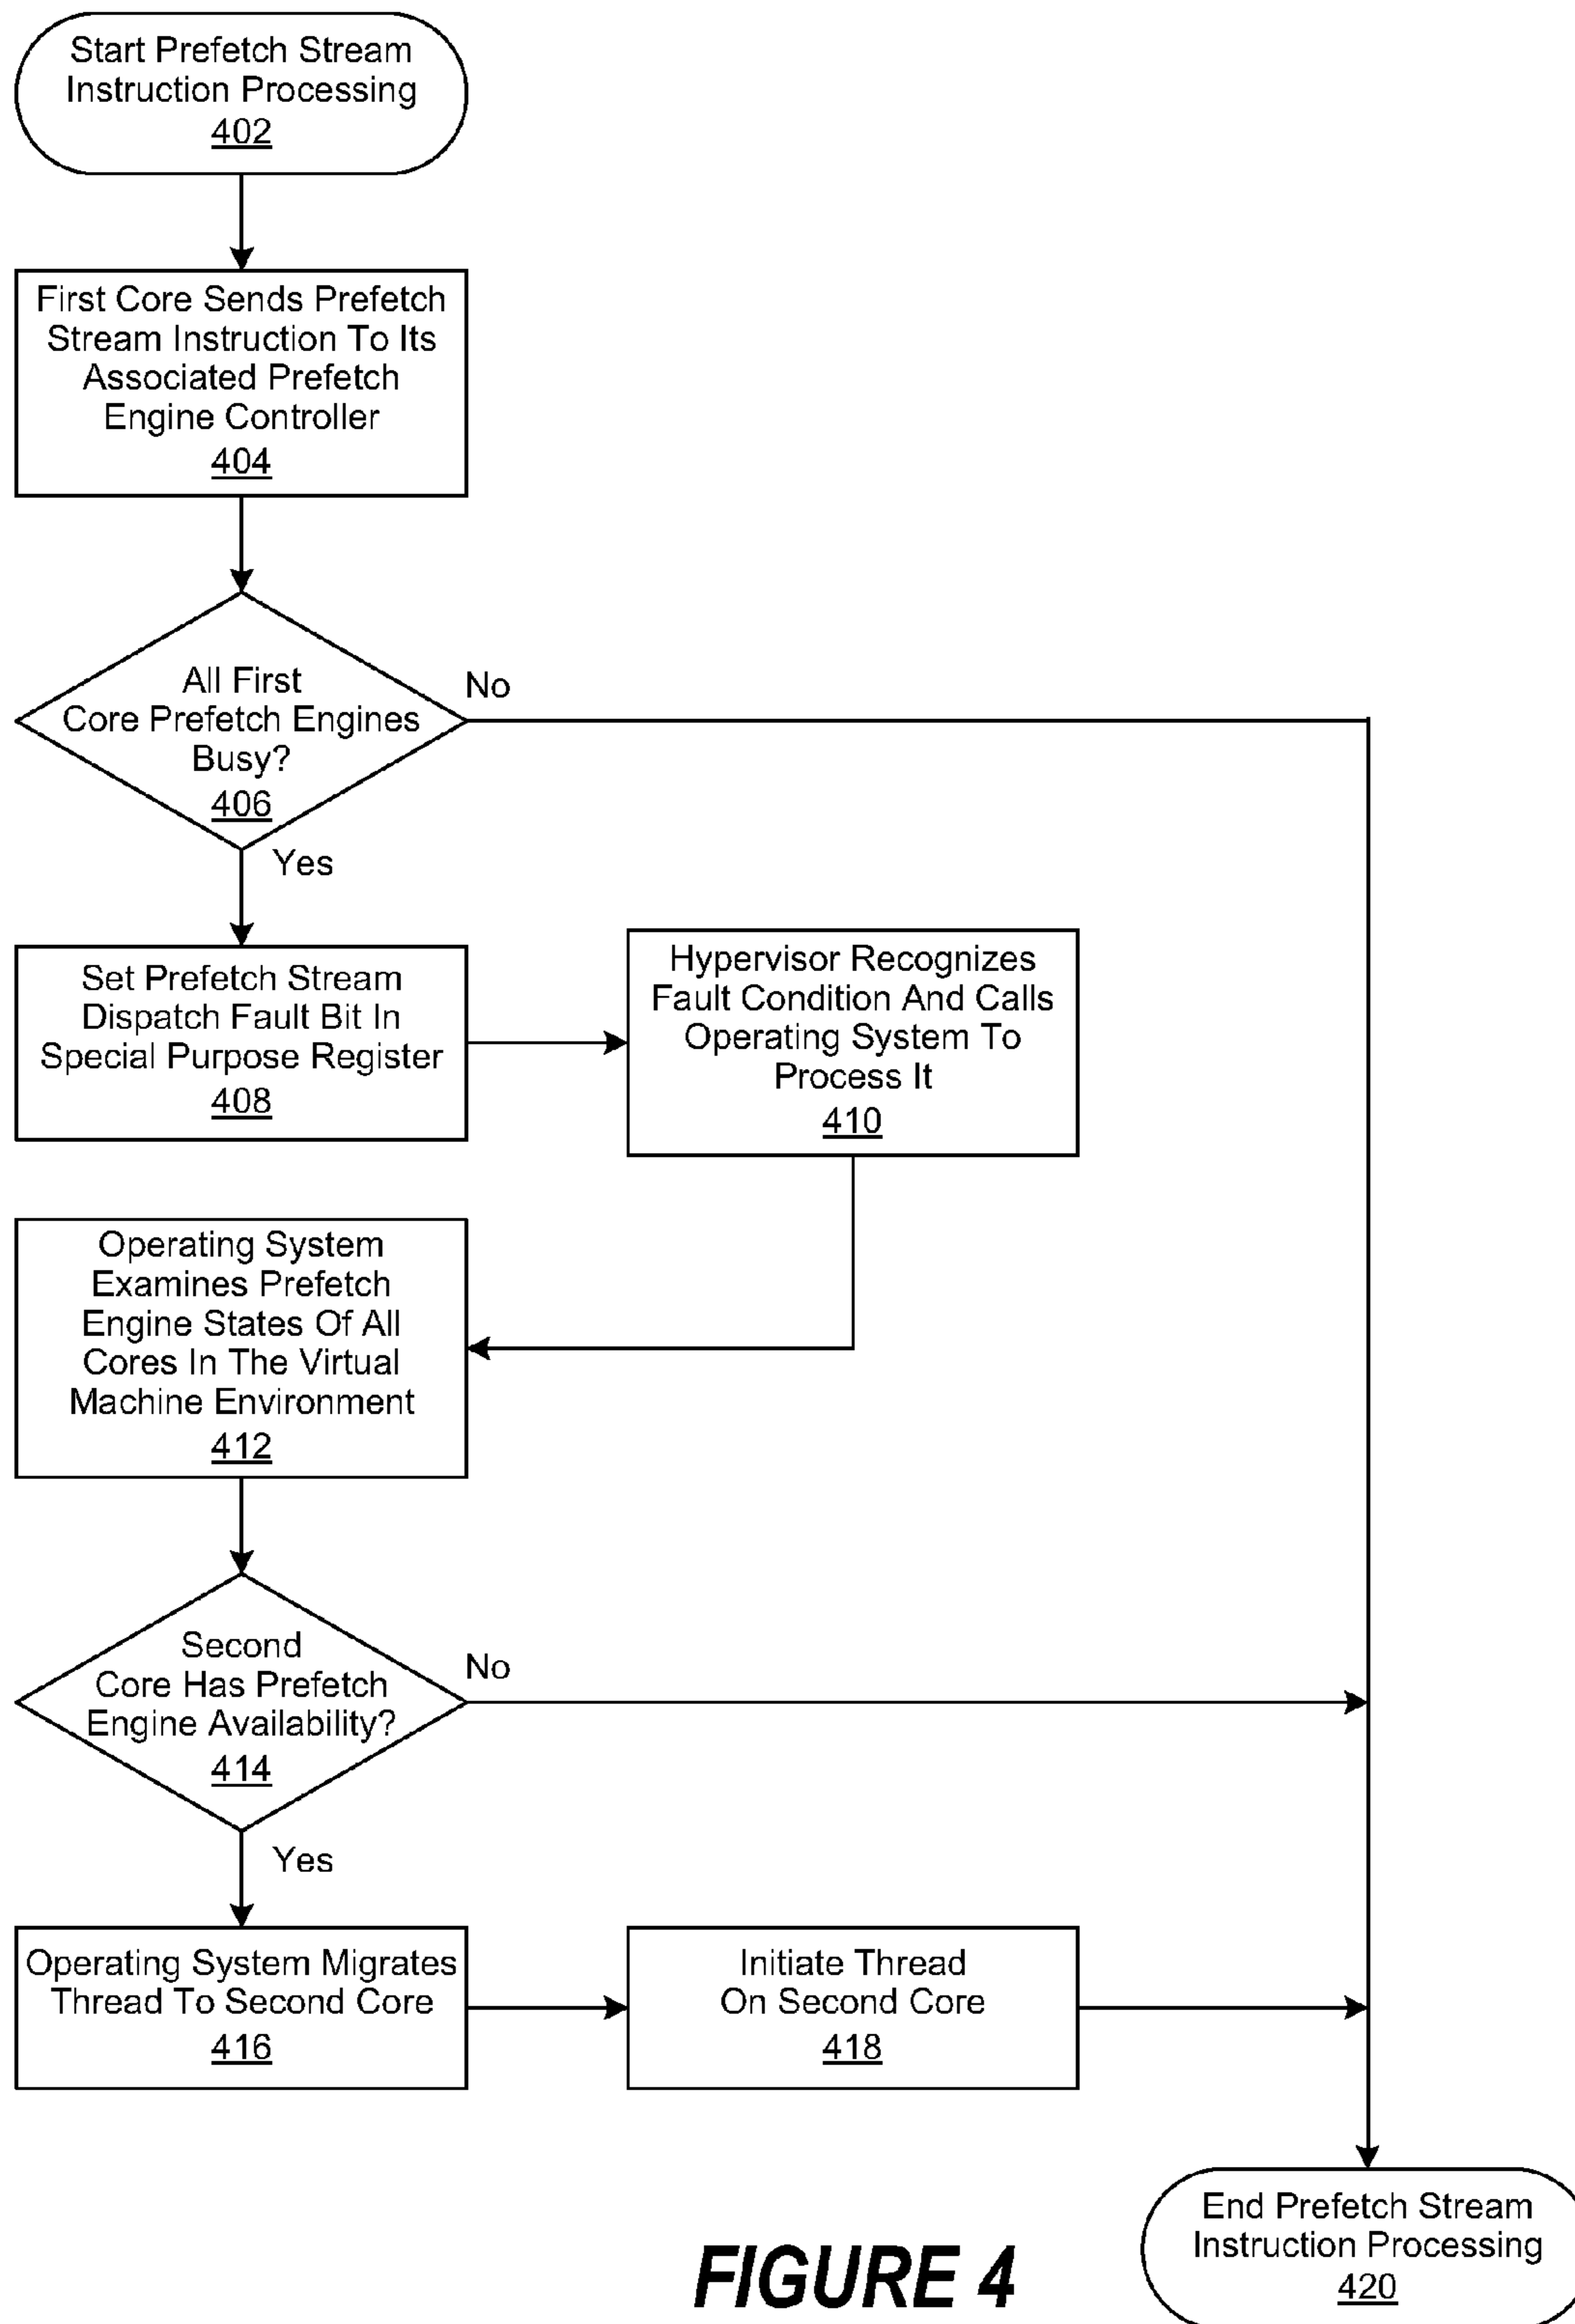 Start Prefetch Stream
Instruction Processing
402
First Core Sends Prefetch
Stream Instruction To Its
Associated Prefetch
Engine Controller
404
All First
Core Prefetch Engines
Busy?
406
No
Yes
Set Prefetch Stream
Dispatch Fault Bit In
Special Purpose Register
408
Hypervisor Recognizes
Fault Condition And Calls
Operating System To
Process It
410
Operating System
Examines Prefetch
Engine States Of All
Cores In The Virtual
Machine Environment
412
Second
Core Has Prefetch
Engine Availability?
414
No
Yes
Operating System Migrates
Thread To Second Core
416
Initiate Thread
On Second Core
418
End Prefetch Stream
Instruction Processing
420
FIGURE 4